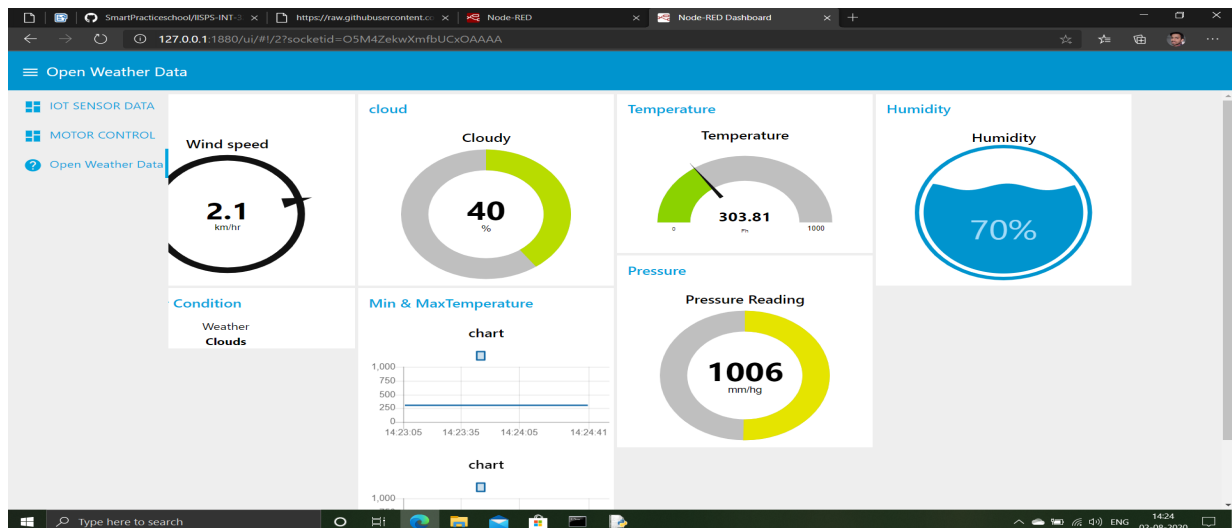 SmartPracticeschool/IISPS-INT-3
https://raw.githubusercontent.c
Node-RED
Node-RED Dashboard
127.0.0.1:1880/ui/#!/2?socketid=O5M4ZekwXmfbUCxOAAAA
Open Weather Data
IOT SENSOR DATA
MOTOR CONTROL
Open Weather Data
Wind speed
2.1
km/hr
Condition
Weather
Clouds
cloud
Cloudy
40
%
Min & MaxTemperature
chart
1,000
750
500
250
0
14:23:05 14:23:35 14:24:05 14:24:41
chart
1,000
Temperature
Temperature
303.81
0 1000
Pressure
Pressure Reading
1006
mm/hg
Humidity
Humidity
70%
Type here to search
ENG
14:24
02-08-2020